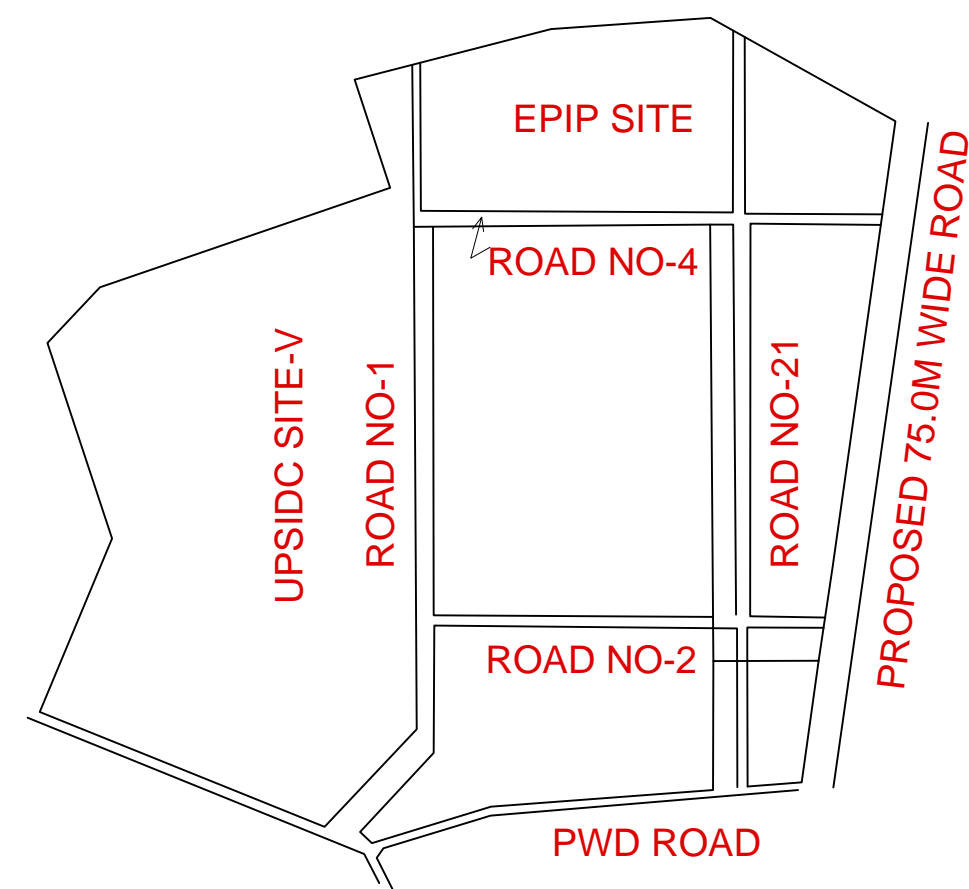 EPIP SITE
ROAD NO-4
UPSIDC SITE-V
ROAD NO-1
ROAD NO-21
PROPOSED 75.0M WIDE ROAD
ROAD NO-2
PWD ROAD